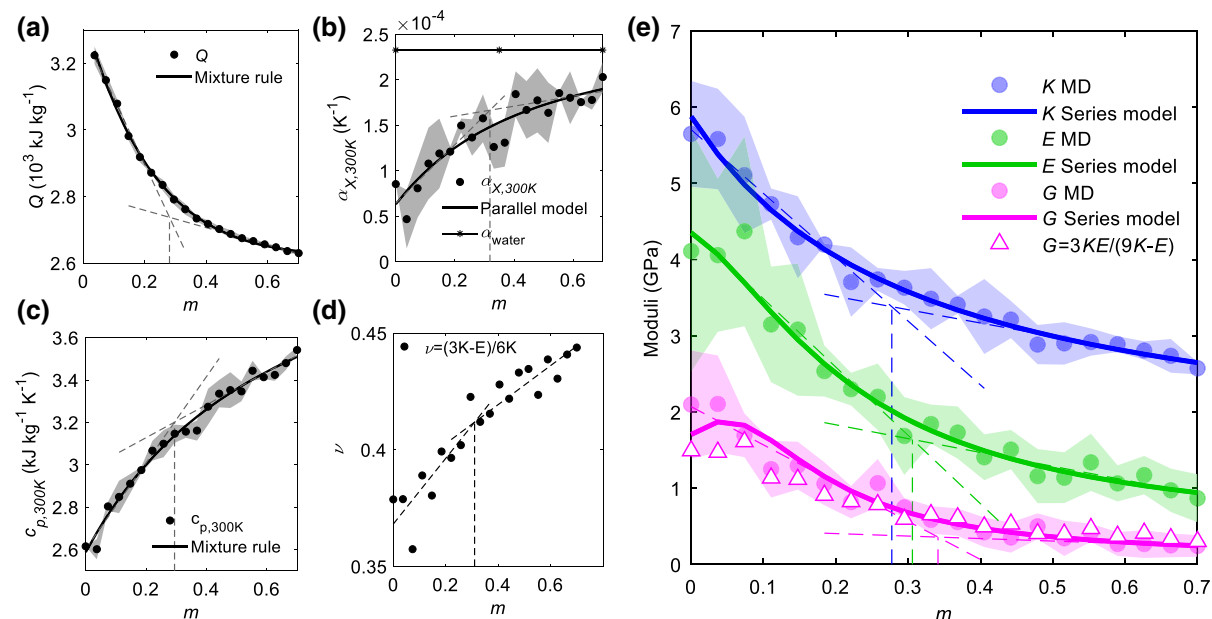 (a)
Q (10³ kJ kg⁻¹)
3.2
3
2.8
2.6
0 0.2 0.4 0.6
m
Q
Mixture rule
(b)
×10⁻⁴
α_X,300K (K⁻¹)
2.5
2
1.5
1
0.5
0
0 0.2 0.4 0.6
m
α_X,300K
Parallel model
α_water
(c)
c_p,300K (kJ kg⁻¹ K⁻¹)
3.6
3.4
3.2
3
2.8
2.6
0 0.2 0.4 0.6
m
c_p,300K
Mixture rule
(d)
ν
0.45
0.4
0.35
0 0.2 0.4 0.6
m
ν=(3K-E)/6K
(e)
Moduli (GPa)
7
6
5
4
3
2
1
0
0 0.1 0.2 0.3 0.4 0.5 0.6 0.7
m
K MD
K Series model
E MD
E Series model
G MD
G Series model
G=3KE/(9K-E)